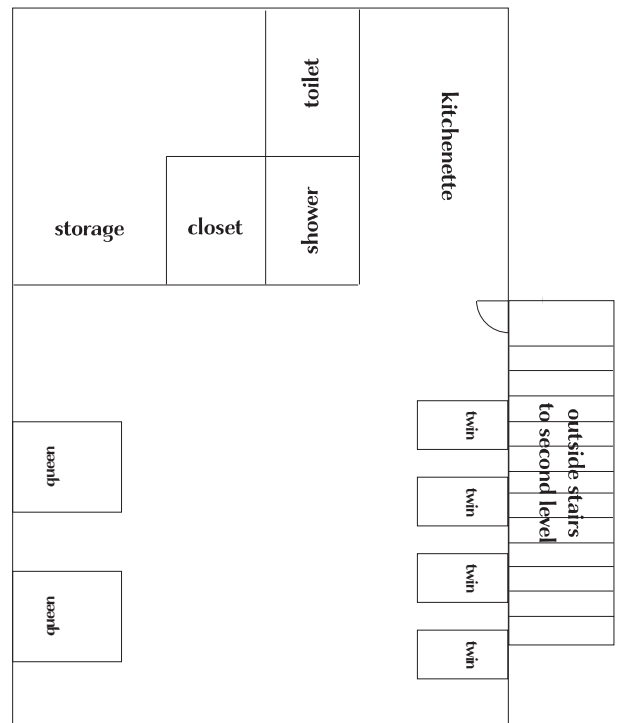 toilet
kitchenette
storage
closet
shower
outside stairs
to second level
twin
queen
twin
twin
queen
twin